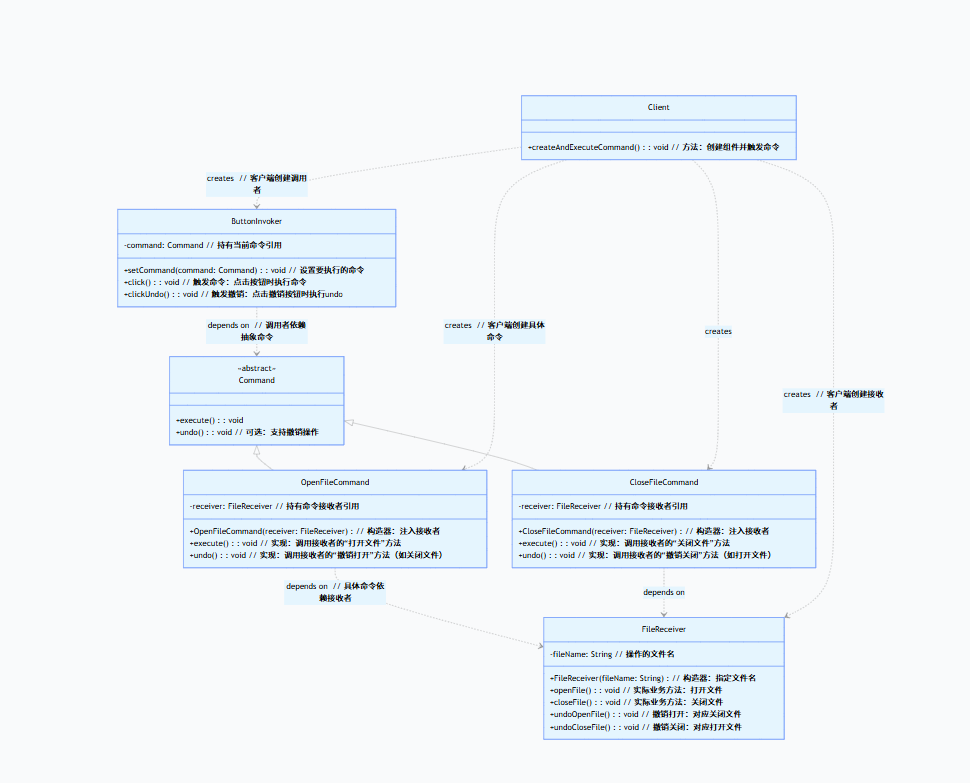 Client
+createAndExecuteCommand() : : void // 方法：创建组件并触发命令
creates // 客户端创建调用
者
ButtonInvoker
-command: Command // 持有当前命令引用
+setCommand(command: Command) : : void // 设置要执行的命令
+click() : : void // 触发命令：点击按钮时执行命令
+clickUndo() : : void // 触发撤销：点击撤销按钮时执行undo
depends on // 调用者依赖
抽象命令
creates // 客户端创建具体
命令
creates
~abstract~
Command
+execute() : : void
+undo() : : void // 可选：支持撤销操作
creates // 客户端创建接收
者
OpenFileCommand
-receiver: FileReceiver // 持有命令接收者引用
+OpenFileCommand(receiver: FileReceiver) : // 构造器：注入接收者
+execute() : : void // 实现：调用接收者的“打开文件”方法
+undo() : : void // 实现：调用接收者的“撤销打开”方法（如关闭文件）
CloseFileCommand
-receiver: FileReceiver // 持有命令接收者引用
+CloseFileCommand(receiver: FileReceiver) : // 构造器：注入接收者
+execute() : : void // 实现：调用接收者的“关闭文件”方法
+undo() : : void // 实现：调用接收者的“撤销关闭”方法（如打开文件）
depends on // 具体命令依
赖接收者
depends on
FileReceiver
-fileName: String // 操作的文件名
+FileReceiver(fileName: String) : // 构造器：指定文件名
+openFile() : : void // 实际业务方法：打开文件
+closeFile() : : void // 实际业务方法：关闭文件
+undoOpenFile() : : void // 撤销打开：对应关闭文件
+undoCloseFile() : : void // 撤销关闭：对应打开文件